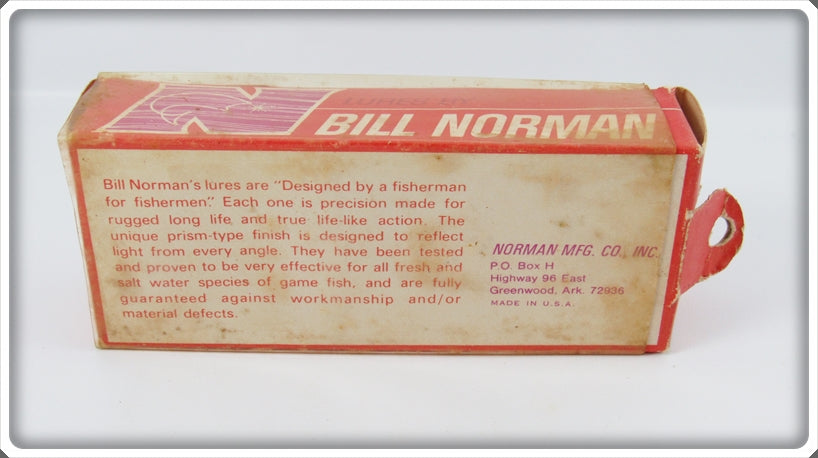 LURES BY
BILL NORMAN
Bill Norman's lures are "Designed by a fisherman
for fishermen." Each one is precision made for
rugged long life and true life-like action. The
unique prism-type finish is designed to reflect
light from every angle. They have been tested
and proven to be very effective for all fresh and
salt water species of game fish, and are fully
guaranteed against workmanship and/or
material defects.
NORMAN MFG. CO., INC.
P.O. Box H
Highway 96 East
Greenwood, Ark. 72936
MADE IN U.S.A.